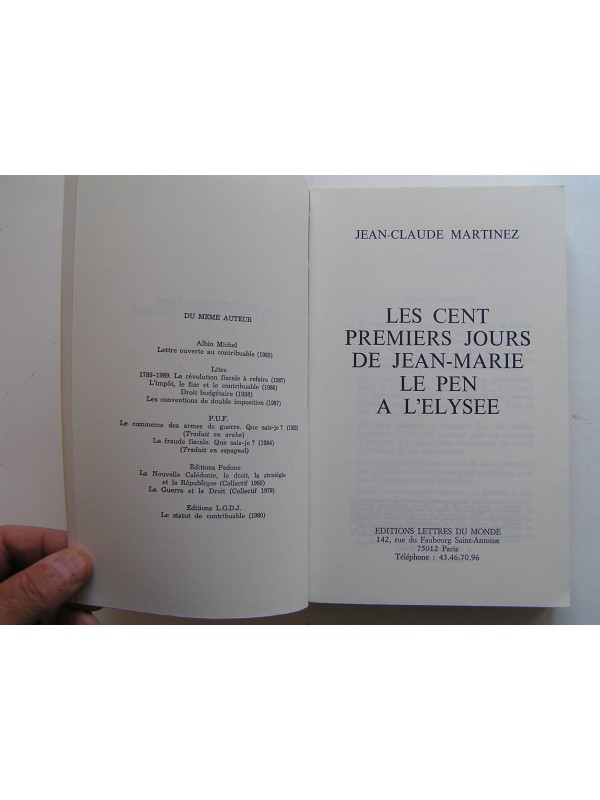 DU MEME AUTEUR
Albin Michel
Lettre ouverte au contribuable (1985)
Litec
1789-1989. La révolution fiscale à refaire (1987)
L'impôt, le fisc et le contribuable (1986)
Droit budgétaire (1988)
Les conventions de double imposition (1987)
P.U.F.
Le commerce des armes de guerre. Que sais-je ? (1983)
(Traduit en arabe)
La fraude fiscale. Que sais-je ? (1984)
(Traduit en espagnol)
Editions Pedone
La Nouvelle Calédonie, le droit, la stratégie
et la République (Collectif 1985)
La Guerre et le Droit (Collectif 1979)
Editions L.G.D.J.
Le statut de contribuable (1980)
JEAN-CLAUDE MARTINEZ
LES CENT
PREMIERS JOURS
DE JEAN-MARIE
LE PEN
A L'ELYSEE
EDITIONS LETTRES DU MONDE
142, rue du Faubourg Saint-Antoine
75012 Paris
Téléphone : 43.46.70.96